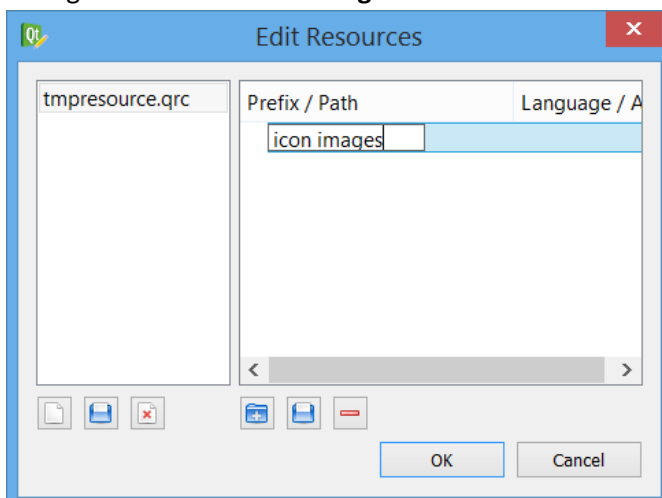 Edit Resources
tmpresource.qrc
Prefix / Path
Language / A
icon images
OK
Cancel